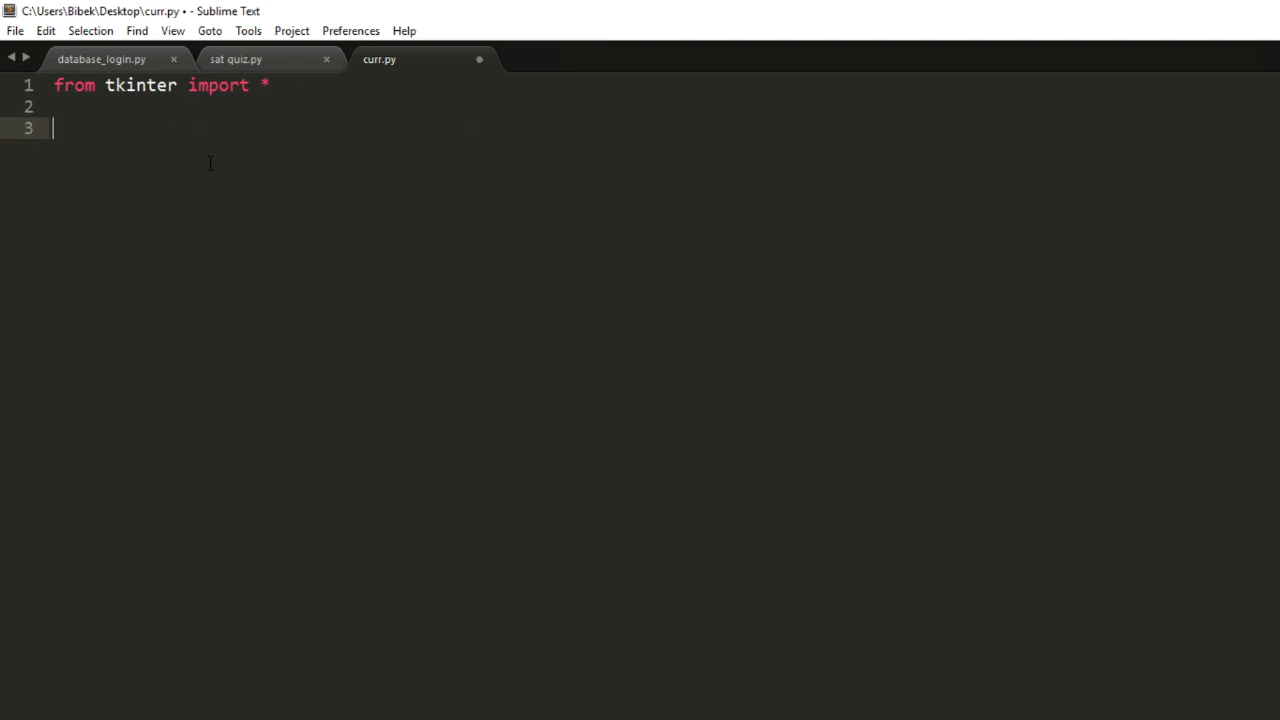 C:\Users\Bibek\Desktop\curr.py • - Sublime Text
File Edit Selection Find View Goto Tools Project Preferences Help
database_login.py × sat quiz.py × curr.py
1 from tkinter import *
2
3